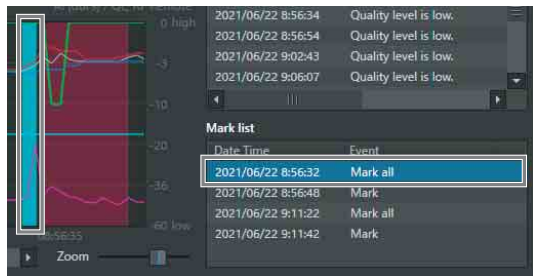 0 high
-3
-10
-20
-36
-60 low
08:56:35
Zoom
2021/06/22 8:56:34 Quality level is low.
2021/06/22 8:56:54 Quality level is low.
2021/06/22 9:02:43 Quality level is low.
2021/06/22 9:06:07 Quality level is low.
Mark list
Date Time Event
2021/06/22 8:56:32 Mark all
2021/06/22 8:56:48 Mark
2021/06/22 9:11:22 Mark all
2021/06/22 9:11:42 Mark